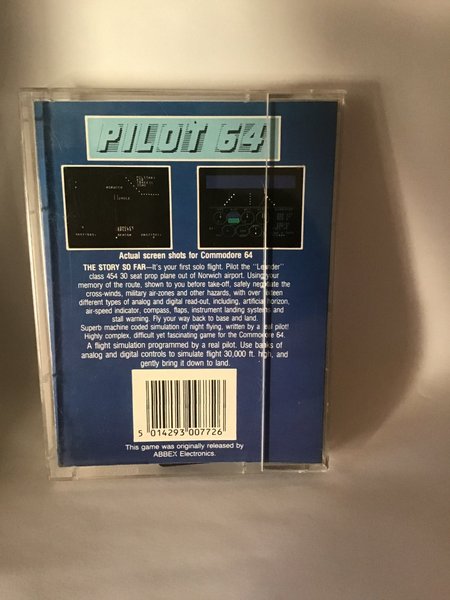 PILOT 64
Actual screen shots for Commodore 64
THE STORY SO FAR—It's your first solo flight. Pilot the "Leander"
class 454 30 seat prop plane out of Norwich airport. Using your
memory of the route, shown to you before take-off, safely negotiate the
cross-winds, military air-zones and other hazards, with over sixteen
different types of analog and digital read-out, including, artificial horizon,
air-speed indicator, compass, flaps, instrument landing systems and
stall warning. Fly your way back to base and land.
Superb machine coded simulation of night flying, written by a real pilot!
Highly complex, difficult yet fascinating game for the Commodore 64.
A flight simulation programmed by a real pilot. Use banks of
analog and digital controls to simulate flight 30,000 ft. high, and
gently bring it down to land.
5 014293 007726
This game was originally released by
ABBEX Electronics.